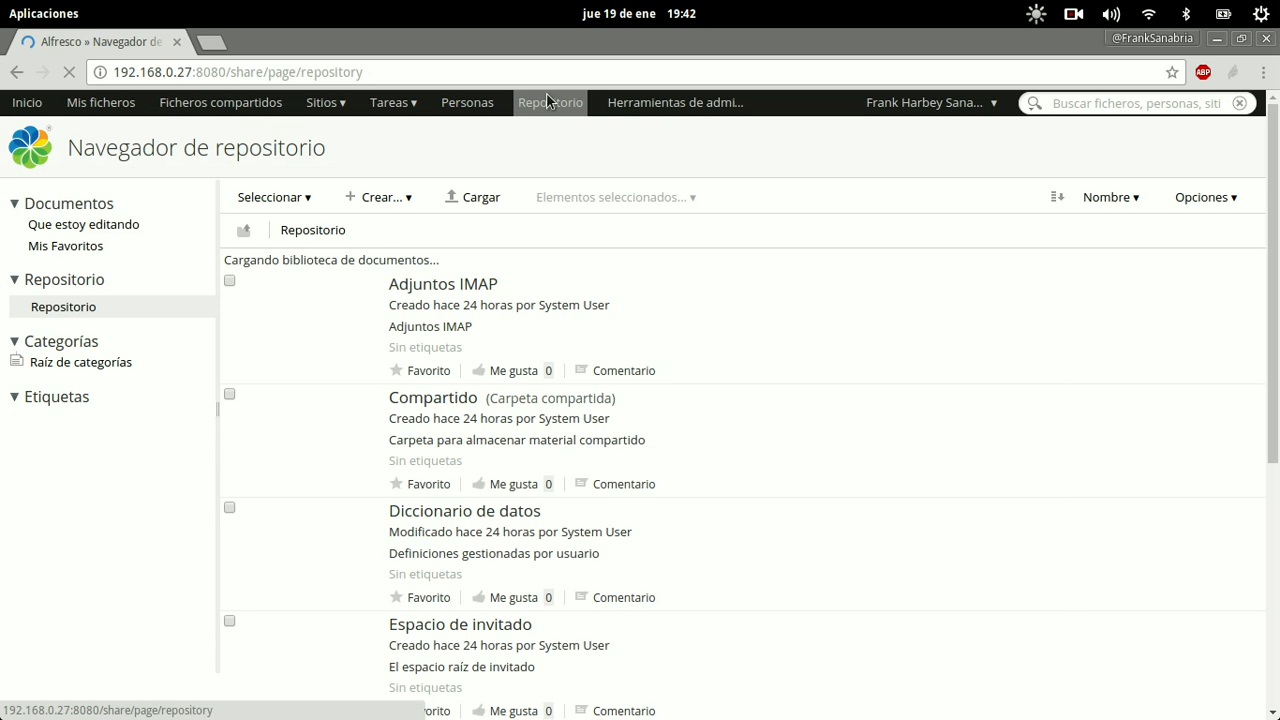 Aplicaciones
jue 19 de ene 19:42
Alfresco » Navegador de
@FrankSanabria
192.168.0.27:8080/share/page/repository
ABP
Inicio
Mis ficheros
Ficheros compartidos
Sitios ▾
Tareas ▾
Personas
Repositorio
Herramientas de admi...
Frank Harbey Sana... ▾
Buscar ficheros, personas, siti
Navegador de repositorio
Documentos
Que estoy editando
Mis Favoritos
Repositorio
Repositorio
Categorías
Raíz de categorías
Etiquetas
Seleccionar ▾
Crear... ▾
Cargar
Elementos seleccionados... ▾
Nombre ▾
Opciones ▾
Repositorio
Cargando biblioteca de documentos...
Adjuntos IMAP
Creado hace 24 horas por System User
Adjuntos IMAP
Sin etiquetas
Favorito Me gusta 0 Comentario
Compartido (Carpeta compartida)
Creado hace 24 horas por System User
Carpeta para almacenar material compartido
Sin etiquetas
Favorito Me gusta 0 Comentario
Diccionario de datos
Modificado hace 24 horas por System User
Definiciones gestionadas por usuario
Sin etiquetas
Favorito Me gusta 0 Comentario
Espacio de invitado
Creado hace 24 horas por System User
El espacio raíz de invitado
Sin etiquetas
vorito Me gusta 0 Comentario
192.168.0.27:8080/share/page/repository